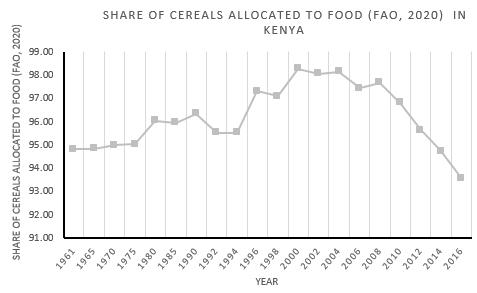 SHARE OF CEREALS ALLOCATED TO FOOD (FAO, 2020) IN
KENYA
SHARE OF CEREALS ALLOCATED TO FOOD (FAO, 2020)
99.00
98.00
97.00
96.00
95.00
94.00
93.00
92.00
91.00
1961 1965 1970 1975 1980 1985 1990 1992 1994 1996 1998 2000 2002 2004 2006 2008 2010 2012 2014 2016
YEAR